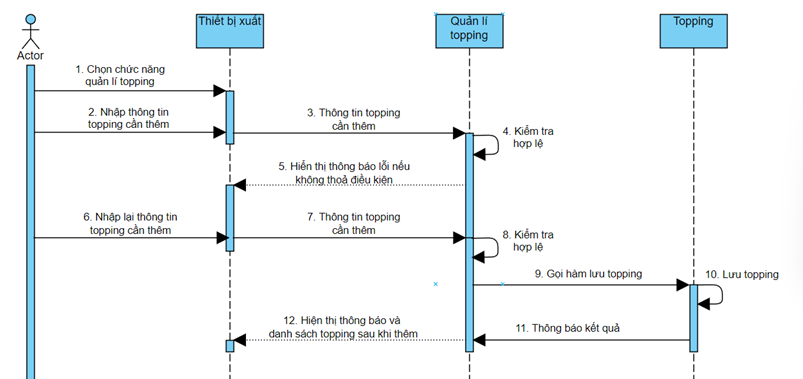 Thiết bị xuất
Quản lí
topping
Topping
Actor
1. Chọn chức năng
quản lí topping
2. Nhập thông tin
topping cần thêm
3. Thông tin topping
cần thêm
4. Kiểm tra
hợp lệ
5. Hiển thị thông báo lỗi nếu
không thoả điều kiện
6. Nhập lại thông tin
topping cần thêm
7. Thông tin topping
cần thêm
8. Kiểm tra
hợp lệ
9. Gọi hàm lưu topping
10. Lưu topping
11. Thông báo kết quả
12. Hiện thị thông báo và
danh sách topping sau khi thêm